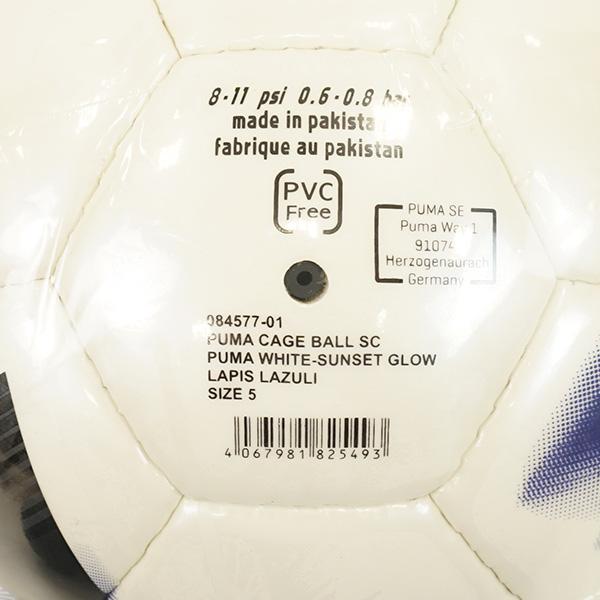 8-11 psi 0.6-0.8 bar
made in pakistan
fabrique au pakistan
PVC
Free
PUMA SE
Puma Way 1
91074
Herzogenaurach
Germany
084577-01
PUMA CAGE BALL SC
PUMA WHITE-SUNSET GLOW
LAPIS LAZULI
SIZE 5
4 067981 825493